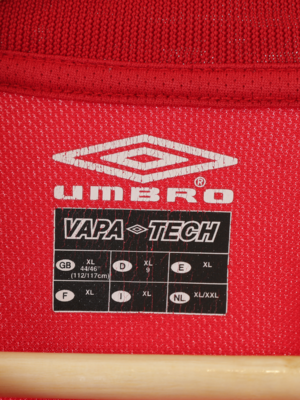 UMBRO®
VAPA TECH
GB XL 44/46" (112/117cm) D XL 9 E XL
F XL I XL NL XL/XXL